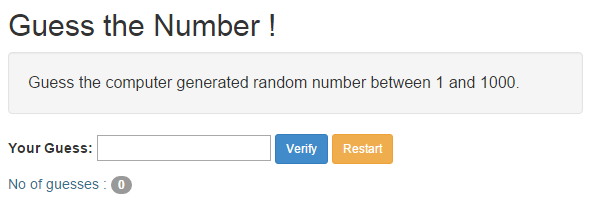 Guess the Number !
Guess the computer generated random number between 1 and 1000.
Your Guess: Verify Restart
No of guesses : 0